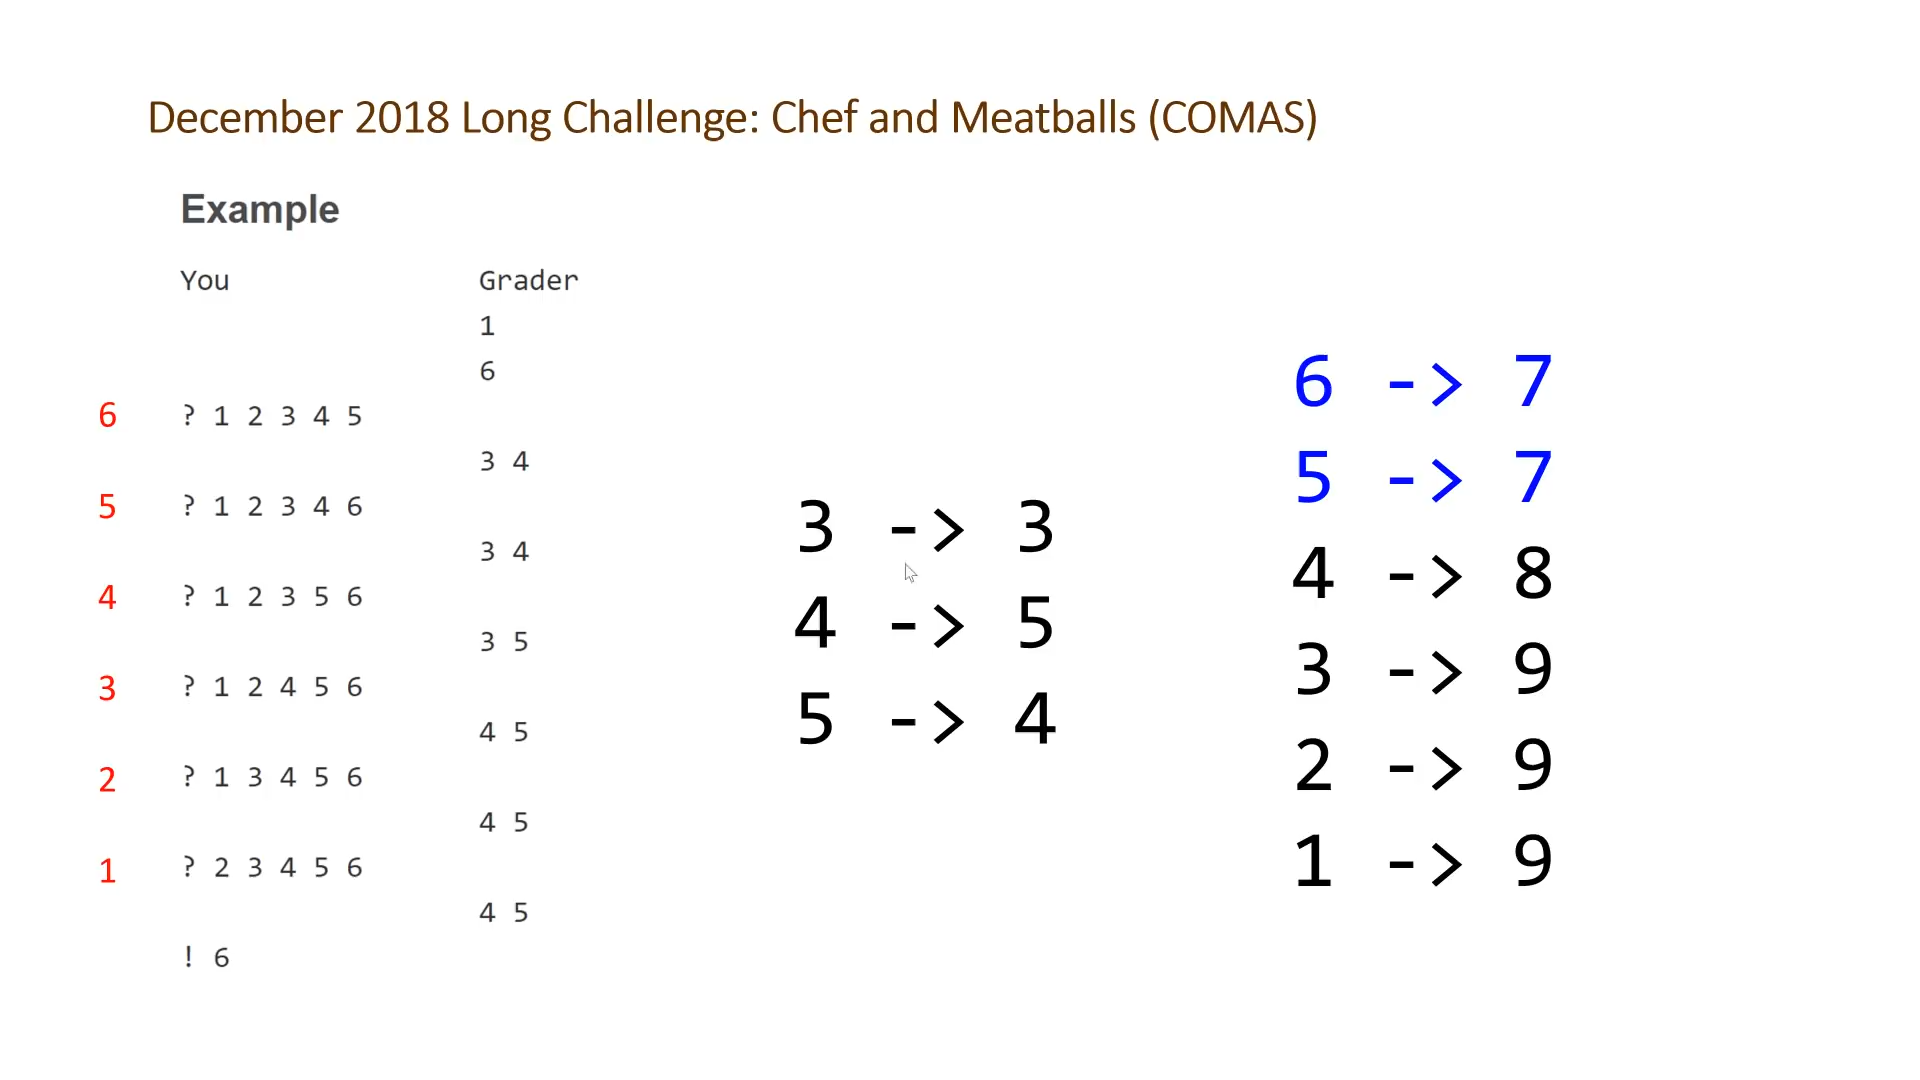 December 2018 Long Challenge: Chef and Meatballs (COMAS)
Example
You Grader
1
6
6 ? 1 2 3 4 5
3 4
5 ? 1 2 3 4 6
3 4
4 ? 1 2 3 5 6
3 5
3 ? 1 2 4 5 6
4 5
2 ? 1 3 4 5 6
4 5
1 ? 2 3 4 5 6
4 5
! 6
3 -> 3
4 -> 5
5 -> 4
6 -> 7
5 -> 7
4 -> 8
3 -> 9
2 -> 9
1 -> 9